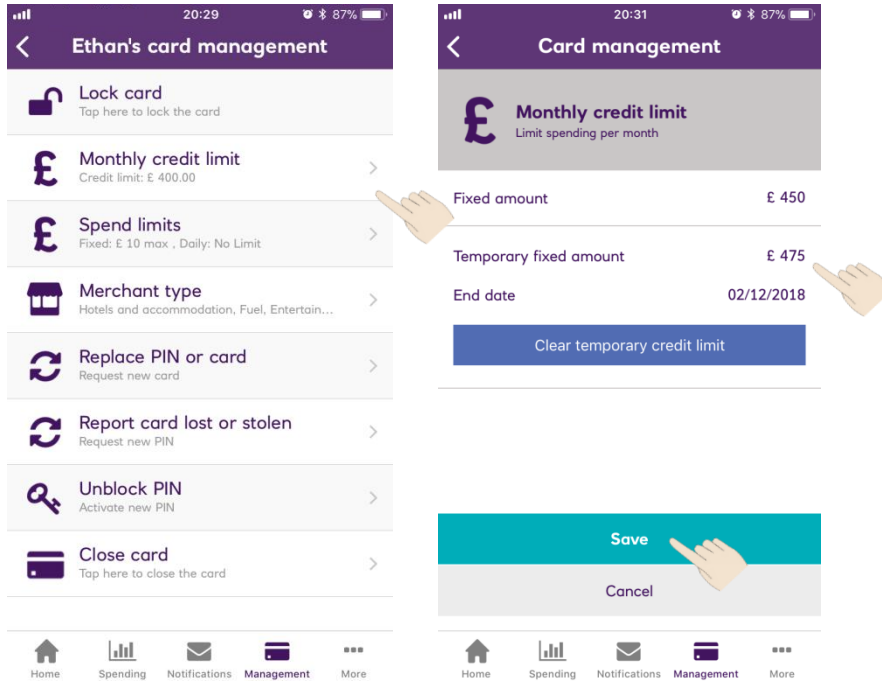 20:29
87%
Ethan's card management
Lock card
Tap here to lock the card
£
Monthly credit limit
Credit limit: £ 400.00
£
Spend limits
Fixed: £ 10 max , Daily: No Limit
Merchant type
Hotels and accommodation, Fuel, Entertain...
Replace PIN or card
Request new card
Report card lost or stolen
Request new PIN
Unblock PIN
Activate new PIN
Close card
Tap here to close the card
Home Spending Notifications Management More
20:31
87%
Card management
£
Monthly credit limit
Limit spending per month
Fixed amount £ 450
Temporary fixed amount £ 475
End date 02/12/2018
Clear temporary credit limit
Save
Cancel
Home Spending Notifications Management More